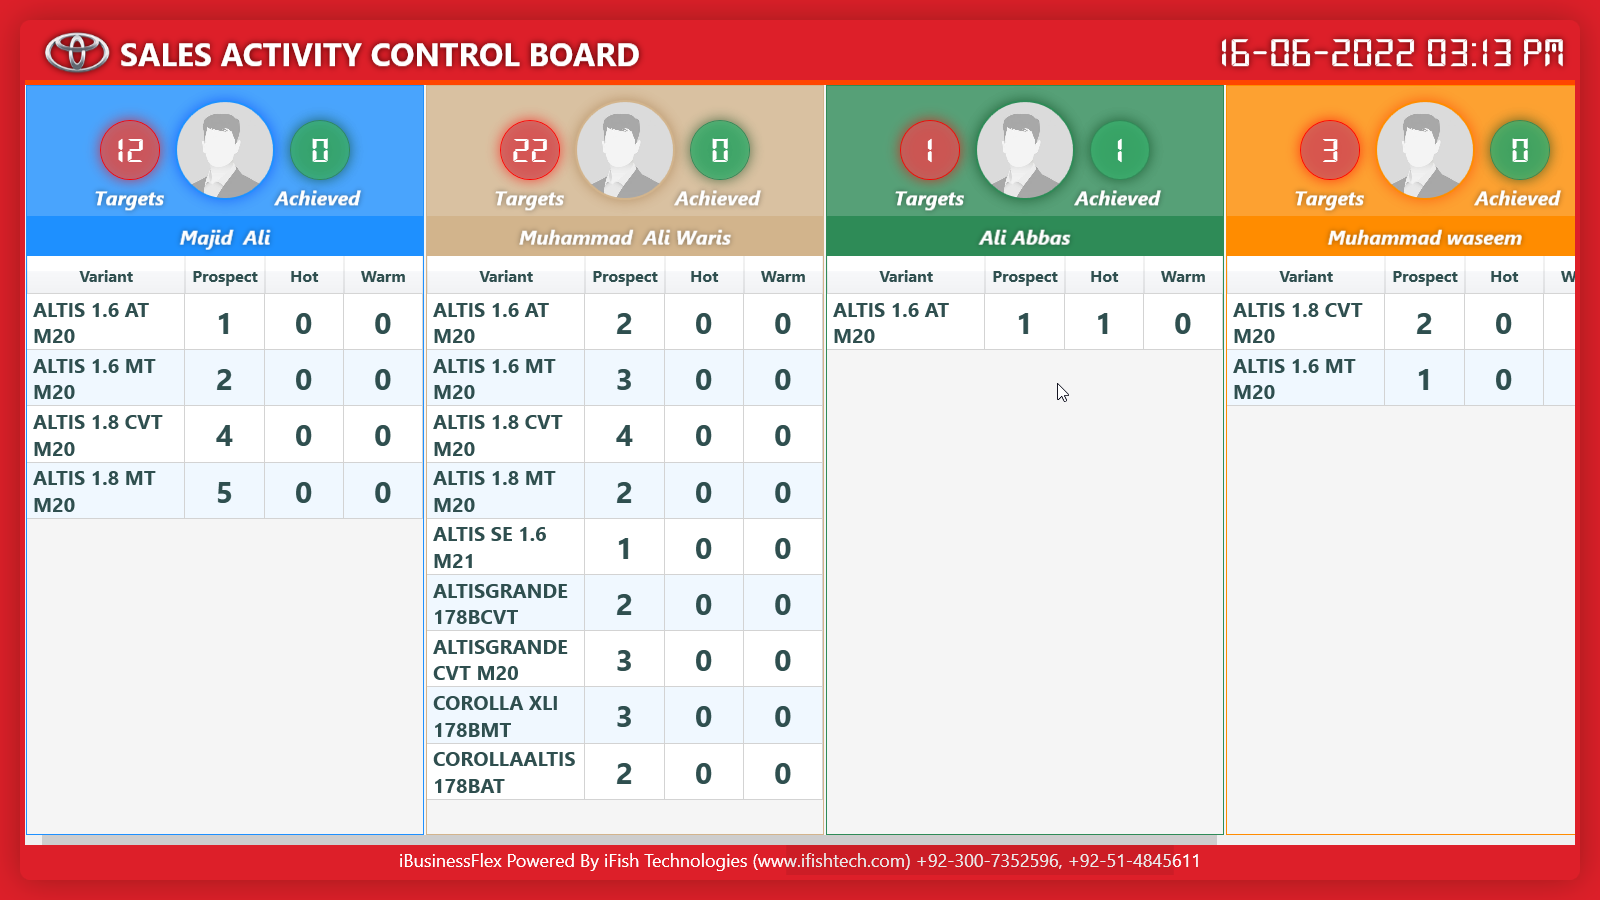 SALES ACTIVITY CONTROL BOARD
16-06-2022 03:13 PM
12
0
Targets
Achieved
Majid Ali
Variant Prospect Hot Warm
ALTIS 1.6 AT
M20
1 0 0
ALTIS 1.6 MT
M20
2 0 0
ALTIS 1.8 CVT
M20
4 0 0
ALTIS 1.8 MT
M20
5 0 0
22
0
Targets
Achieved
Muhammad Ali Waris
Variant Prospect Hot Warm
ALTIS 1.6 AT
M20
2 0 0
ALTIS 1.6 MT
M20
3 0 0
ALTIS 1.8 CVT
M20
4 0 0
ALTIS 1.8 MT
M20
2 0 0
ALTIS SE 1.6
M21
1 0 0
ALTISGRANDE
178BCVT
2 0 0
ALTISGRANDE
CVT M20
3 0 0
COROLLA XLI
178BMT
3 0 0
COROLLAALTIS
178BAT
2 0 0
1
1
Targets
Achieved
Ali Abbas
Variant Prospect Hot Warm
ALTIS 1.6 AT
M20
1 1 0
3
0
Targets
Achieved
Muhammad waseem
Variant Prospect Hot W
ALTIS 1.8 CVT
M20
2 0
ALTIS 1.6 MT
M20
1 0
iBusinessFlex Powered By iFish Technologies (www.ifishtech.com) +92-300-7352596, +92-51-4845611